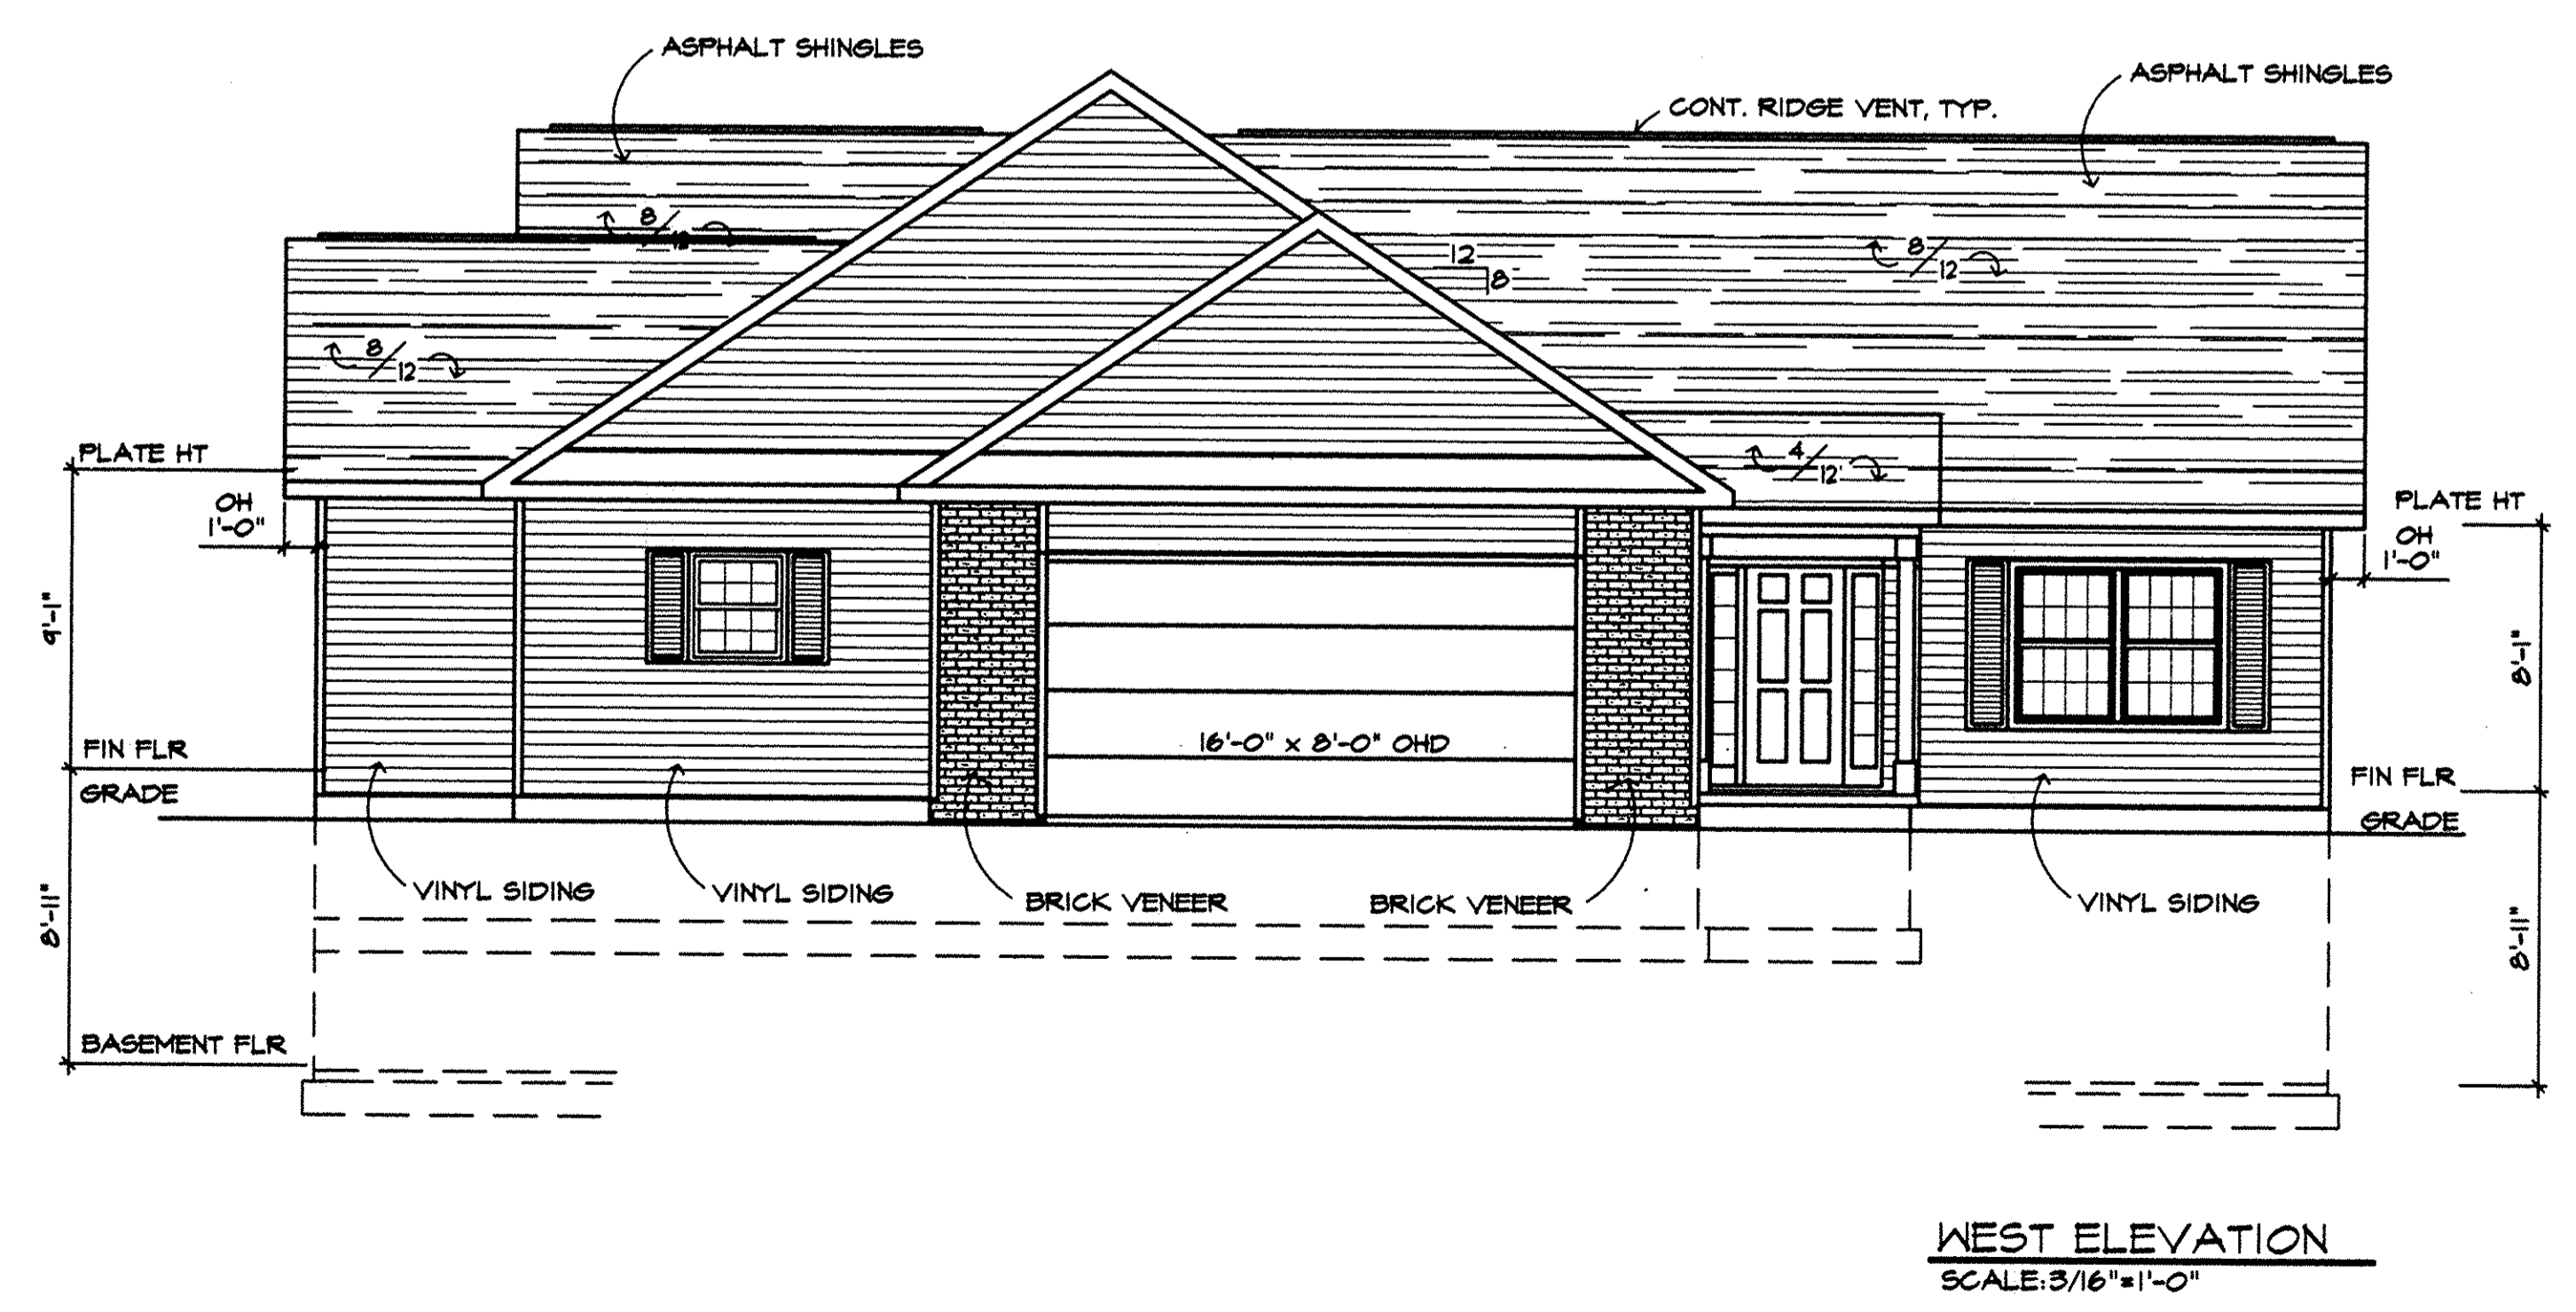 ASPHALT SHINGLES
ASPHALT SHINGLES
CONT. RIDGE VENT, TYP.
8/12
12
8
8/12
8/12
4/12
PLATE HT
OH
1'-0"
PLATE HT
OH
1'-0"
9'-1"
8'-1"
16'-0" x 8'-0" OHD
FIN FLR
GRADE
FIN FLR
GRADE
VINYL SIDING
VINYL SIDING
BRICK VENEER
BRICK VENEER
VINYL SIDING
8'-11"
8'-11"
BASEMENT FLR
WEST ELEVATION
SCALE:3/16"=1'-0"